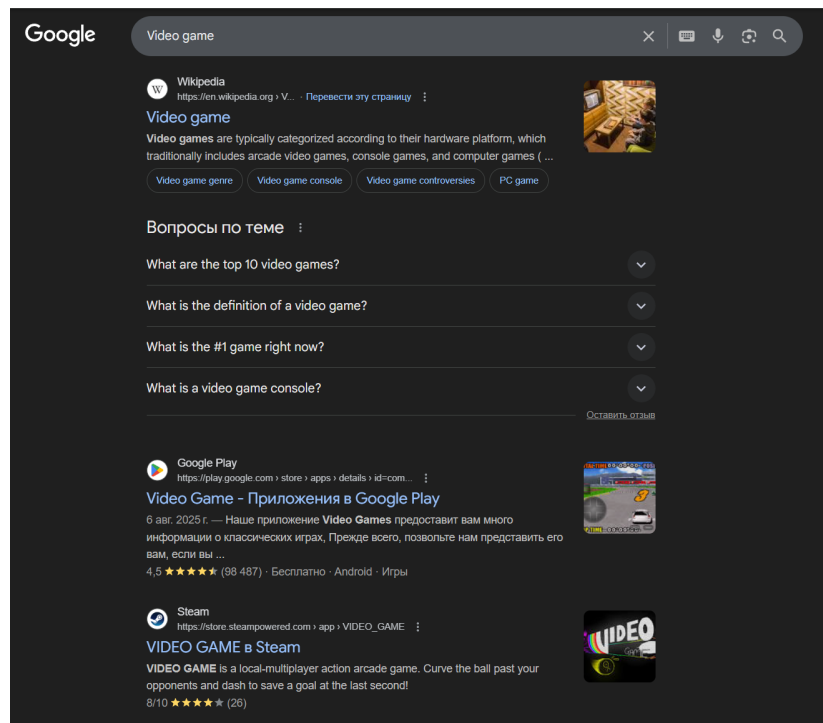 Google
Video game
Wikipedia
https://en.wikipedia.org › V... · Перевести эту страницу
Video game
Video games are typically categorized according to their hardware platform, which
traditionally includes arcade video games, console games, and computer games ( ...
Video game genre
Video game console
Video game controversies
PC game
Вопросы по теме
What are the top 10 video games?
What is the definition of a video game?
What is the #1 game right now?
What is a video game console?
Оставить отзыв
Google Play
https://play.google.com › store › apps › details › id=com...
Video Game - Приложения в Google Play
6 авг. 2025 г. — Наше приложение Video Games предоставит вам много
информации о классических играх, Прежде всего, позвольте нам представить его
вам, если вы ...
4,5 ★★★★★ (98 487) · Бесплатно · Android · Игры
Steam
https://store.steampowered.com › app › VIDEO_GAME
VIDEO GAME в Steam
VIDEO GAME is a local-multiplayer action arcade game. Curve the ball past your
opponents and dash to save a goal at the last second!
8/10 ★★★★★ (26)
VIDEO